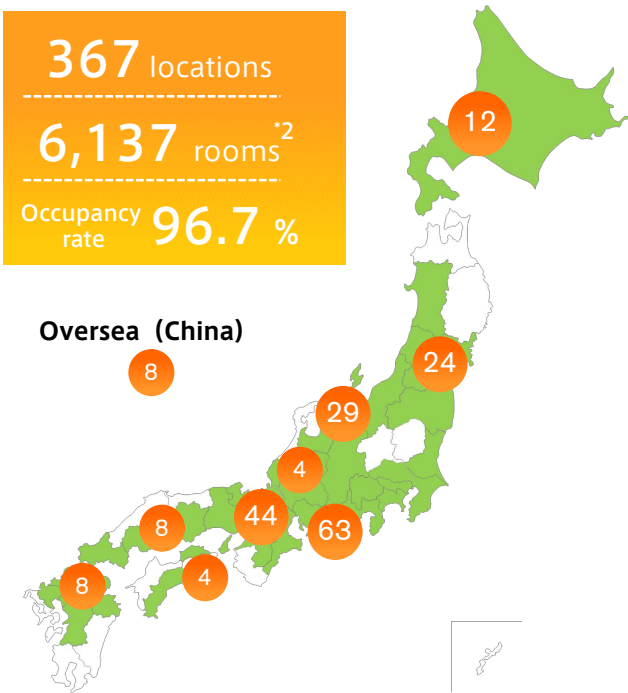 367 locations
6,137 rooms*2
Occupancy rate 96.7 %
12
Oversea (China)
8
24
29
4
44
63
8
4
8